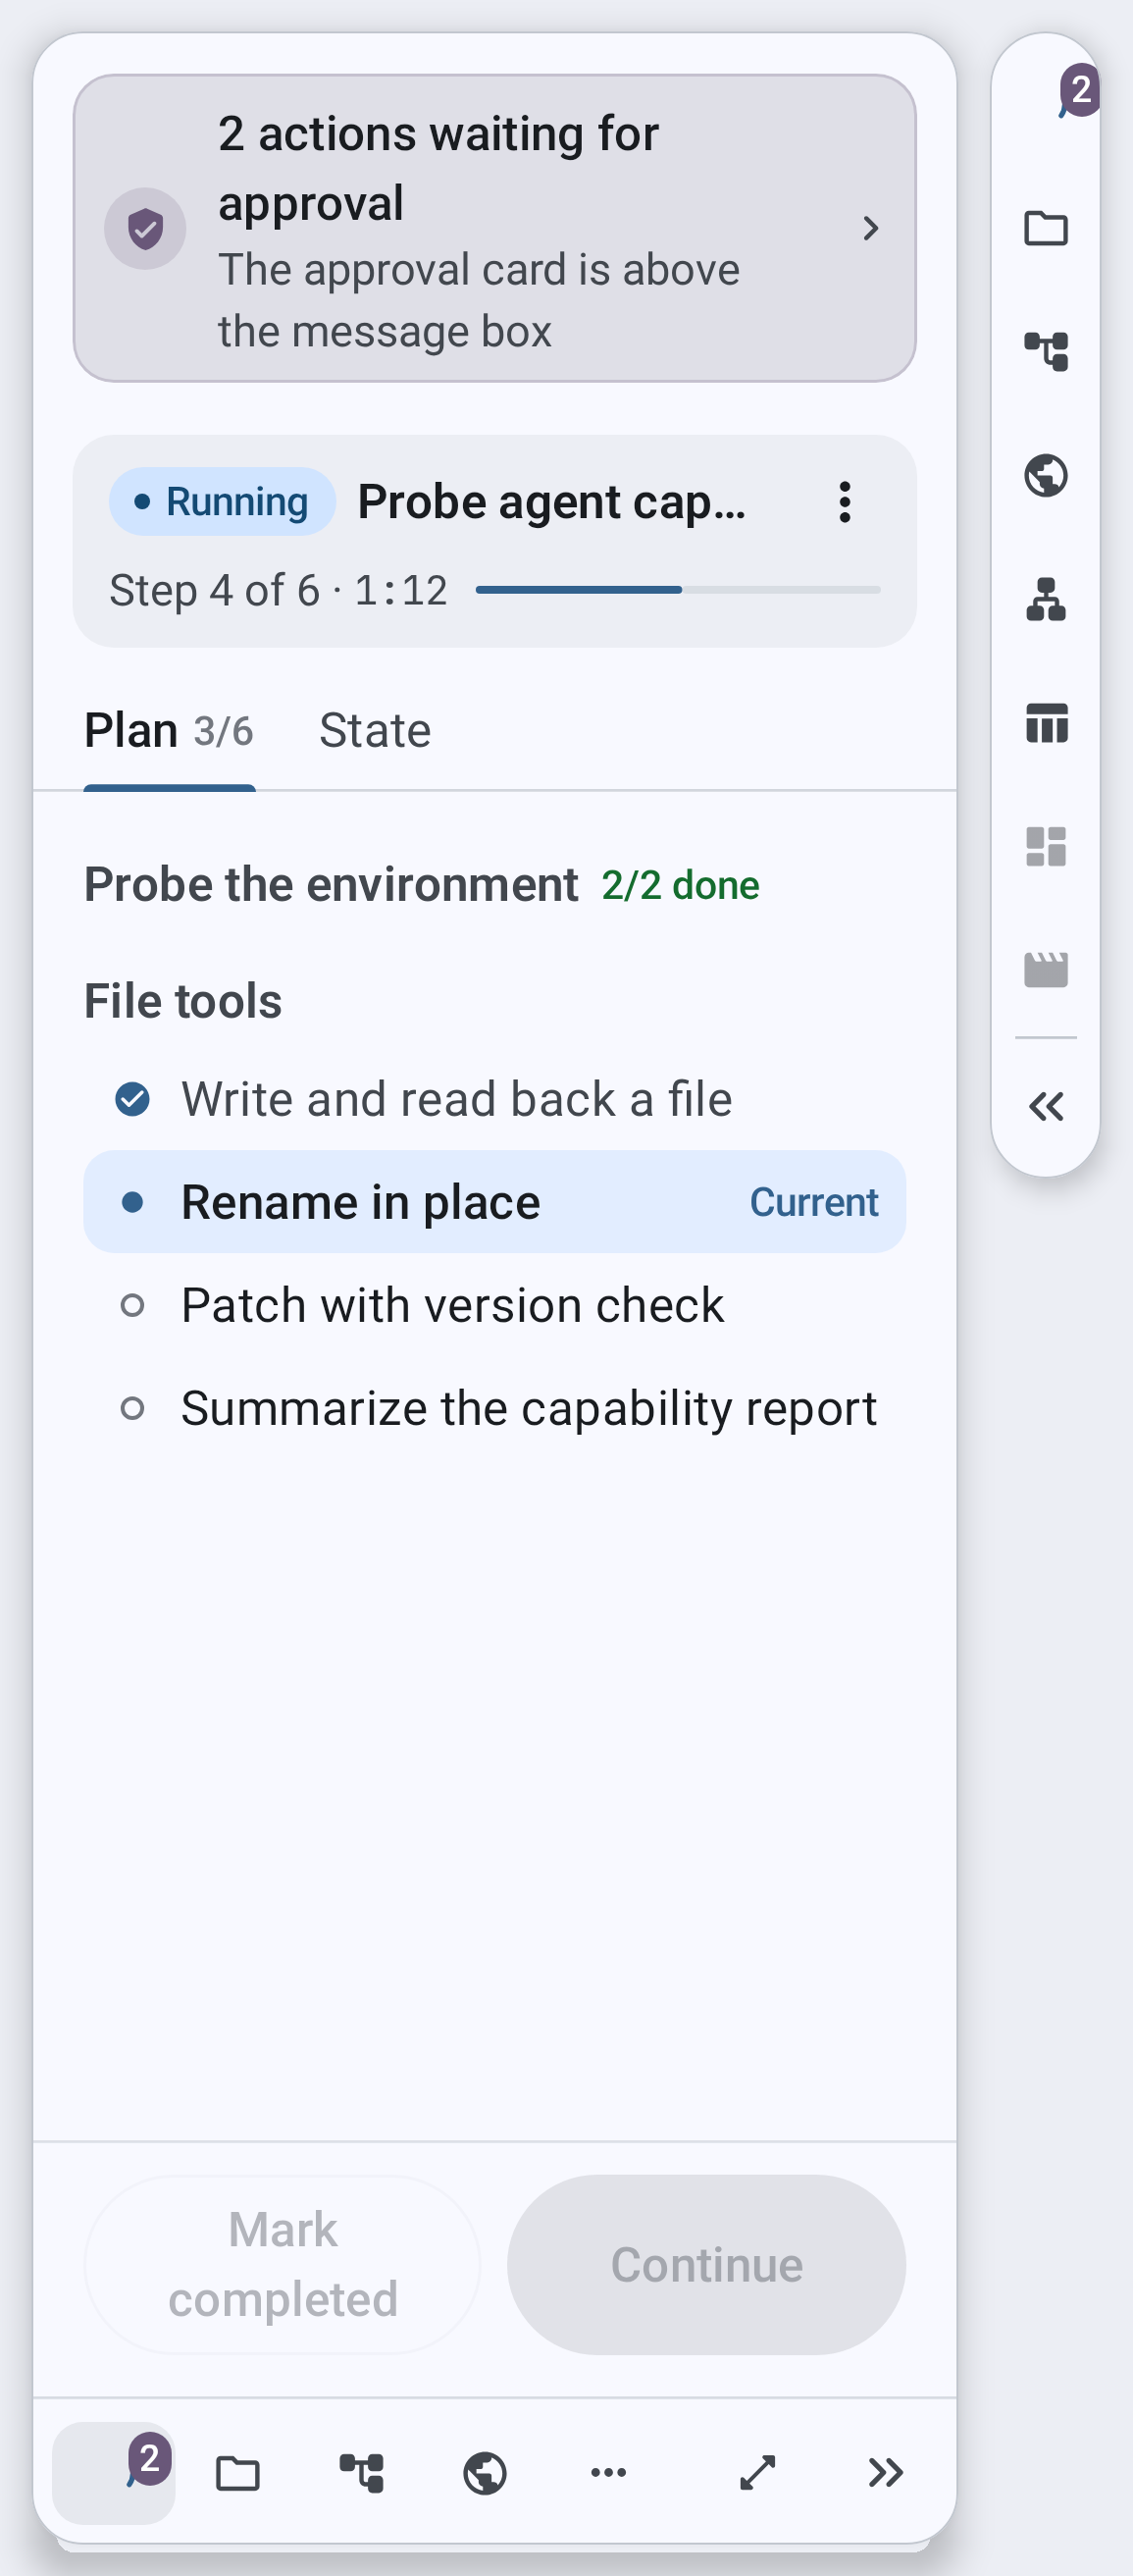 2 actions waiting for
approval
The approval card is above
the message box
2
Running
Probe agent cap…
Step 4 of 6 · 1:12
Plan 3/6
State
Probe the environment 2/2 done
File tools
Write and read back a file
Rename in place
Current
Patch with version check
Summarize the capability report
Mark
completed
Continue
2